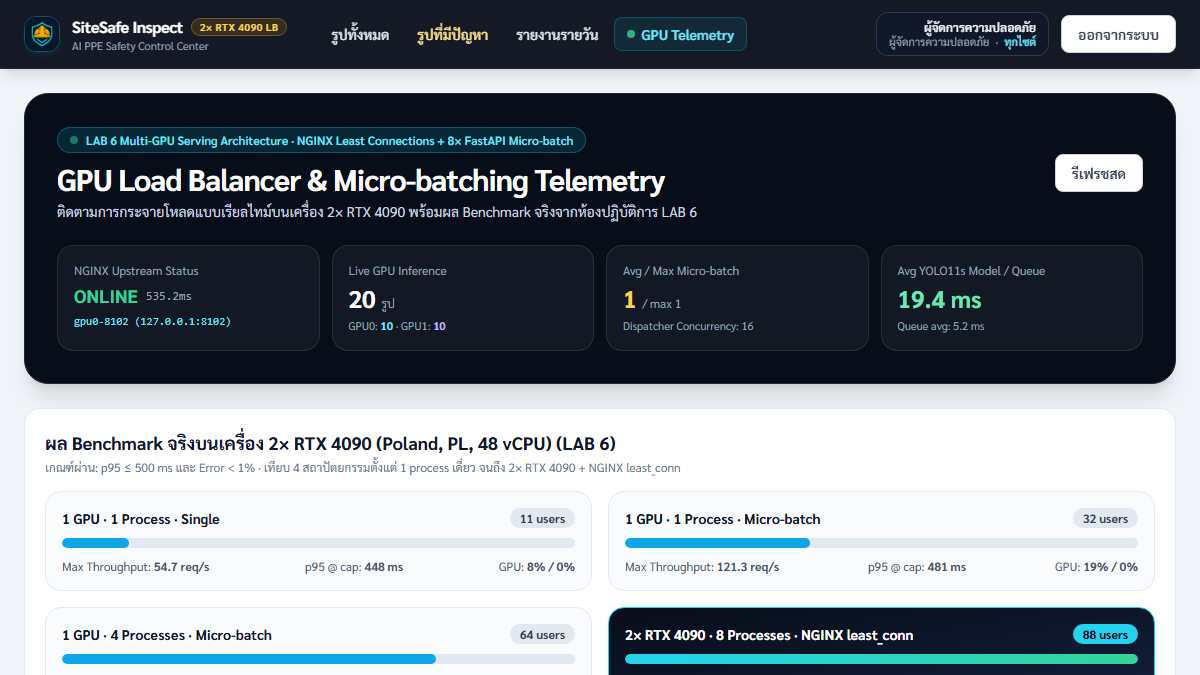 SiteSafe Inspect
2x RTX 4090 LB
AI PPE Safety Control Center
รูปทั้งหมด
รูปที่มีปัญหา
รายงานรายวัน
GPU Telemetry
ผู้จัดการความปลอดภัย
ผู้จัดการความปลอดภัย · ทุกไซต์
ออกจากระบบ
LAB 6 Multi-GPU Serving Architecture · NGINX Least Connections + 8× FastAPI Micro-batch
GPU Load Balancer & Micro-batching Telemetry
ติดตามการกระจายโหลดแบบเรียลไทม์บนเครื่อง 2× RTX 4090 พร้อมผล Benchmark จริงจากห้องปฏิบัติการ LAB 6
รีเฟรชสด
NGINX Upstream Status
ONLINE 535.2ms
gpu0-8102 (127.0.0.1:8102)
Live GPU Inference
20 รูป
GPU0: 10 · GPU1: 10
Avg / Max Micro-batch
1 / max 1
Dispatcher Concurrency: 16
Avg YOLO11s Model / Queue
19.4 ms
Queue avg: 5.2 ms
ผล Benchmark จริงบนเครื่อง 2× RTX 4090 (Poland, PL, 48 vCPU) (LAB 6)
เกณฑ์ผ่าน: p95 ≤ 500 ms และ Error < 1% · เทียบ 4 สถาปัตยกรรมตั้งแต่ 1 process เดี่ยว จนถึง 2× RTX 4090 + NGINX least_conn
1 GPU · 1 Process · Single
11 users
Max Throughput: 54.7 req/s
p95 @ cap: 448 ms
GPU: 8% / 0%
1 GPU · 1 Process · Micro-batch
32 users
Max Throughput: 121.3 req/s
p95 @ cap: 481 ms
GPU: 19% / 0%
1 GPU · 4 Processes · Micro-batch
64 users
2× RTX 4090 · 8 Processes · NGINX least_conn
88 users